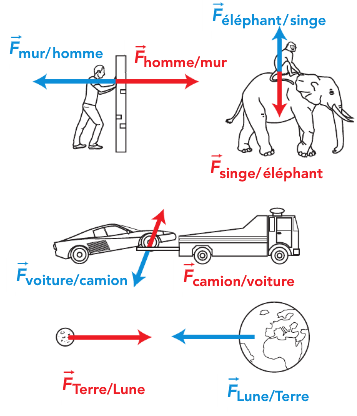 F⃗ éléphant/singe
F⃗ mur/homme
F⃗ homme/mur
F⃗ singe/éléphant
F⃗ voiture/camion
F⃗ camion/voiture
F⃗ Terre/Lune
F⃗ Lune/Terre